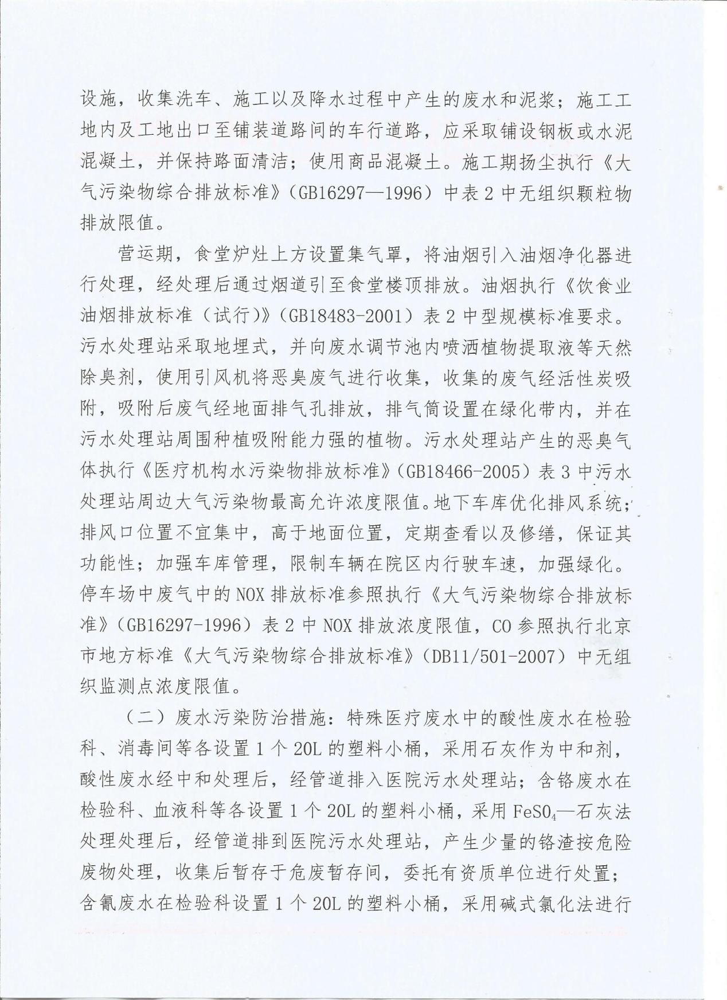 设施，收集洗车、施工以及降水过程中产生的废水和泥浆；施工工
地内及工地出口至铺装道路间的车行道路，应采取铺设钢板或水泥
混凝土，并保持路面清洁；使用商品混凝土。施工期扬尘执行《大
气污染物综合排放标准》（GB16297—1996）中表 2 中无组织颗粒物
排放限值。
营运期，食堂炉灶上方设置集气罩，将油烟引入油烟净化器进
行处理，经处理后通过烟道引至食堂楼顶排放。油烟执行《饮食业
油烟排放标准（试行）》（GB18483-2001）表 2 中型规模标准要求。
污水处理站采取地埋式，并向废水调节池内喷洒植物提取液等天然
除臭剂，使用引风机将恶臭废气进行收集，收集的废气经活性炭吸
附，吸附后废气经地面排气孔排放，排气筒设置在绿化带内，并在
污水处理站周围种植吸附能力强的植物。污水处理站产生的恶臭气
体执行《医疗机构水污染物排放标准》（GB18466-2005）表 3 中污水
处理站周边大气污染物最高允许浓度限值。地下车库优化排风系统；
排风口位置不宜集中，高于地面位置，定期查看以及修缮，保证其
功能性；加强车库管理，限制车辆在院区内行驶车速，加强绿化。
停车场中废气中的 NOX 排放标准参照执行《大气污染物综合排放标
准》（GB16297-1996）表 2 中 NOX 排放浓度限值，CO 参照执行北京
市地方标准《大气污染物综合排放标准》（DB11/501-2007）中无组
织监测点浓度限值。
（二）废水污染防治措施：特殊医疗废水中的酸性废水在检验
科、消毒间等各设置 1 个 20L 的塑料小桶，采用石灰作为中和剂，
酸性废水经中和处理后，经管道排入医院污水处理站；含铬废水在
检验科、血液科等各设置 1 个 20L 的塑料小桶，采用 FeSO₄—石灰法
处理处理后，经管道排到医院污水处理站，产生少量的铬渣按危险
废物处理，收集后暂存于危废暂存间，委托有资质单位进行处置；
含氰废水在检验科设置 1 个 20L 的塑料小桶，采用碱式氯化法进行